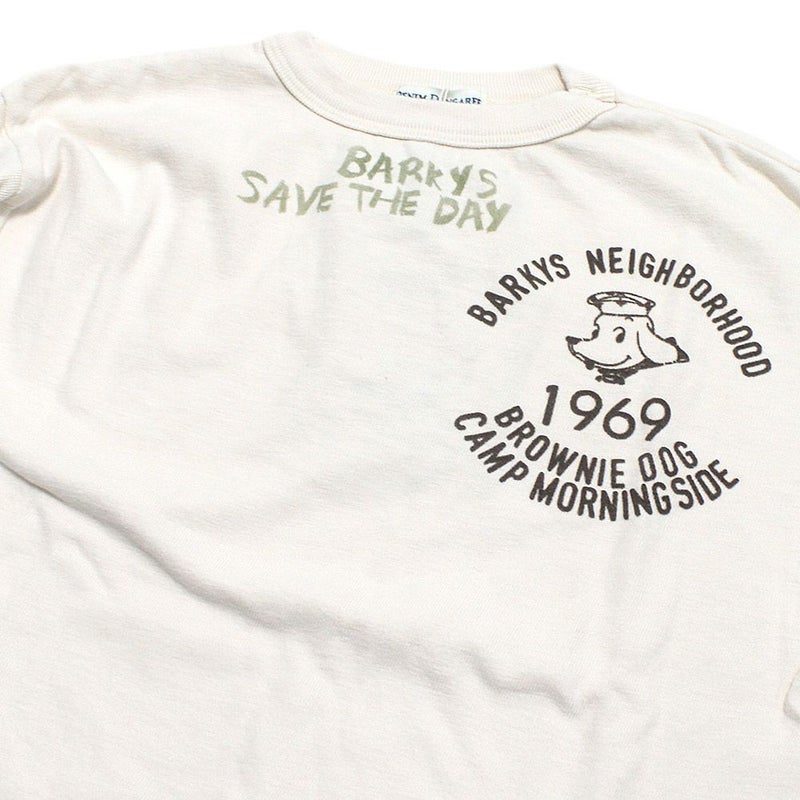 BARKYS
SAVE THE DAY
BARKYS NEIGHBORHOOD
1969
BROWNIE DOG
CAMP MORNINGSIDE